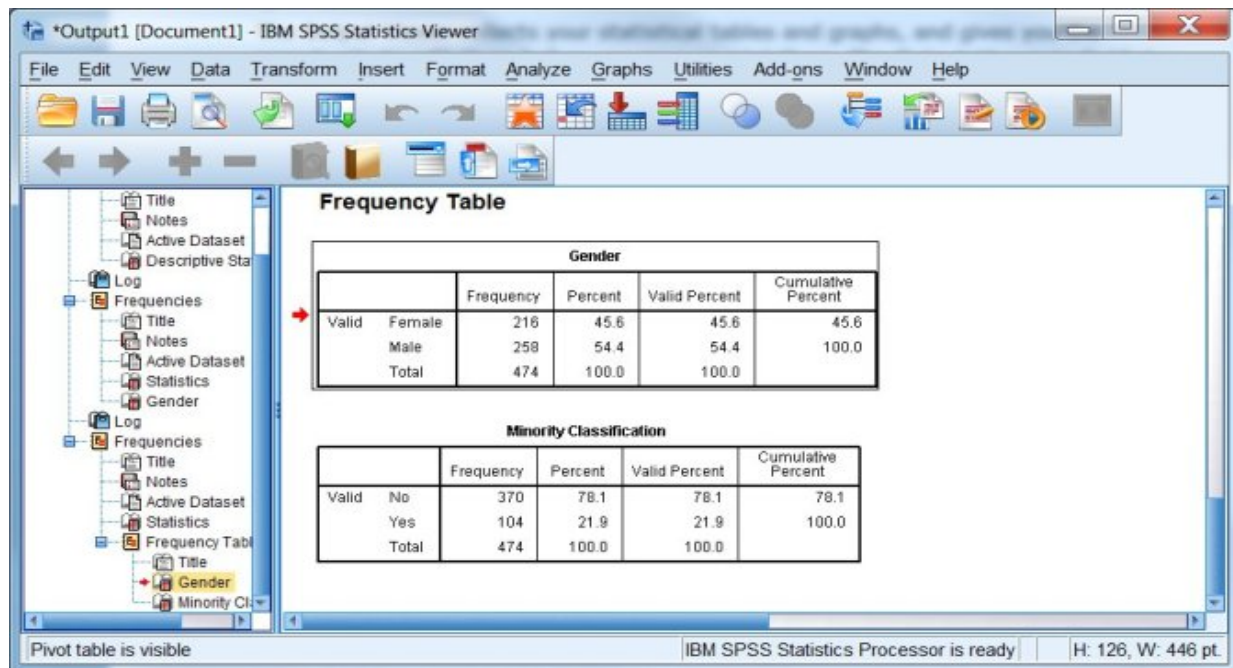 *Output1 [Document1] - IBM SPSS Statistics Viewer
File Edit View Data Transform Insert Format Analyze Graphs Utilities Add-ons Window Help
Title
Notes
Active Dataset
Descriptive Sta
Log
Frequencies
Title
Notes
Active Dataset
Statistics
Gender
Log
Frequencies
Title
Notes
Active Dataset
Statistics
Frequency Tabl
Title
Gender
Minority Cl
Frequency Table
Gender
Frequency Percent Valid Percent Cumulative Percent
Valid Female 216 45.6 45.6 45.6
Male 258 54.4 54.4 100.0
Total 474 100.0 100.0
Minority Classification
Frequency Percent Valid Percent Cumulative Percent
Valid No 370 78.1 78.1 78.1
Yes 104 21.9 21.9 100.0
Total 474 100.0 100.0
Pivot table is visible IBM SPSS Statistics Processor is ready H: 126, W: 446 pt.